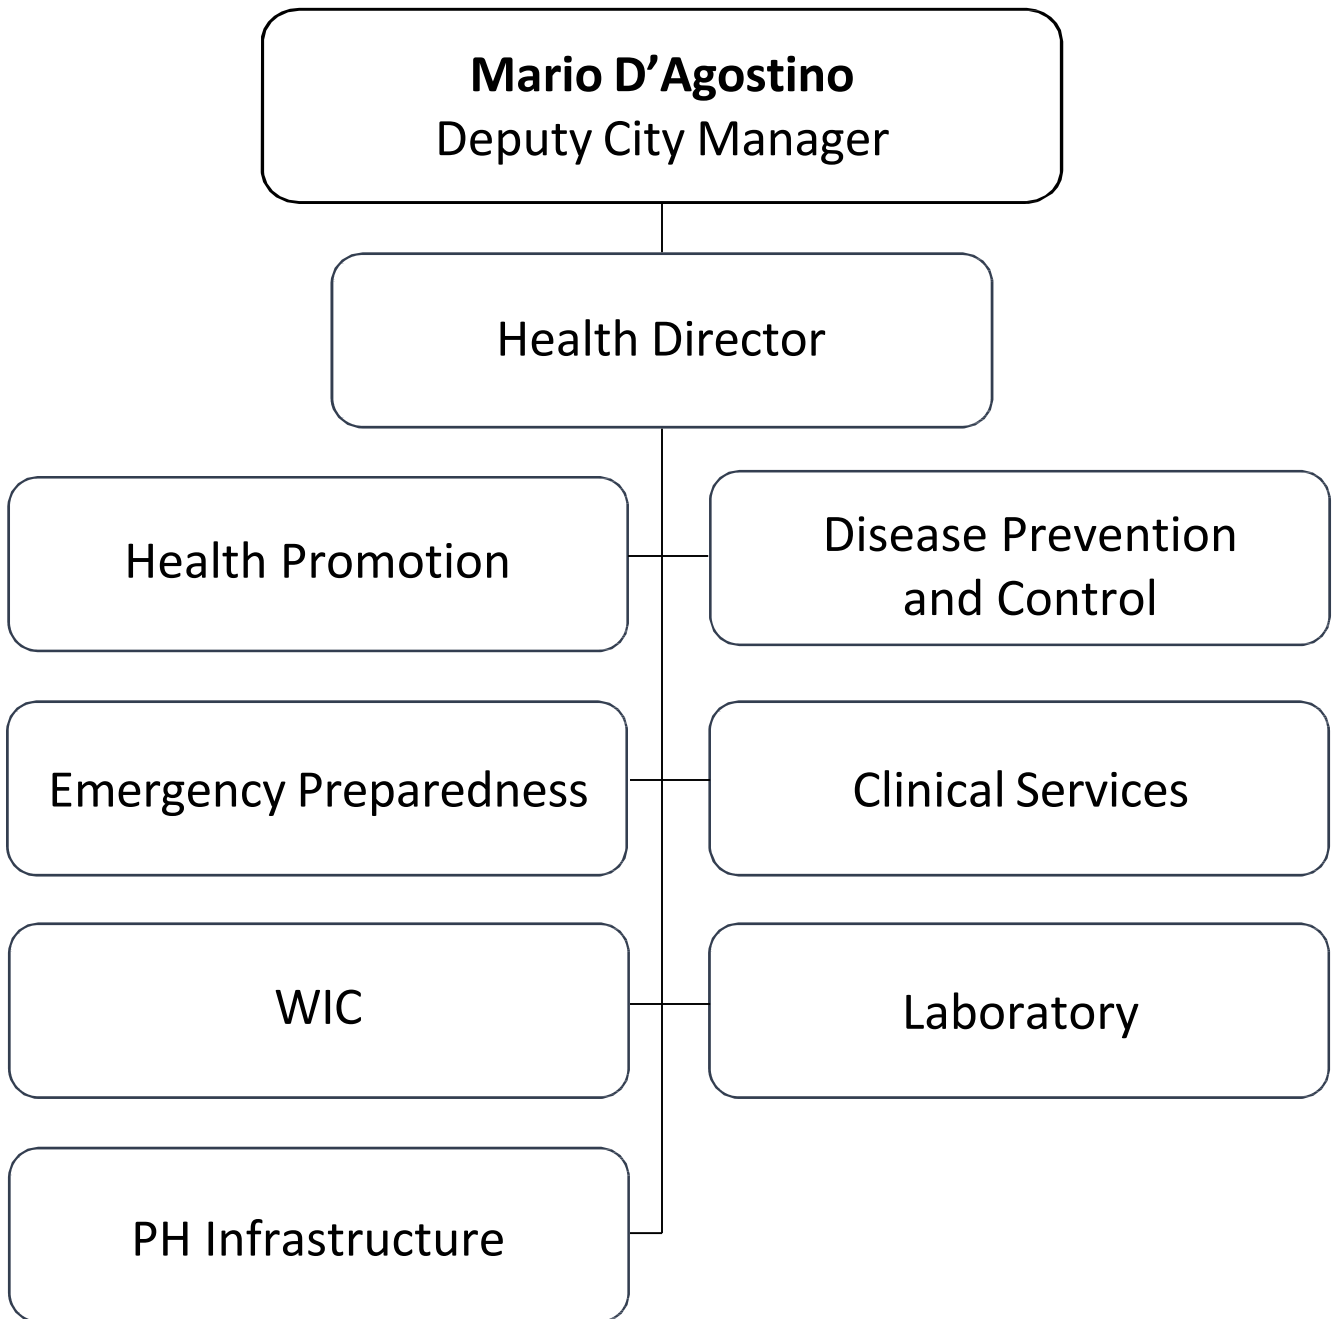 Mario D’Agostino
Deputy City Manager
Health Director
Health Promotion
Disease Prevention
and Control
Emergency Preparedness
Clinical Services
WIC
Laboratory
PH Infrastructure